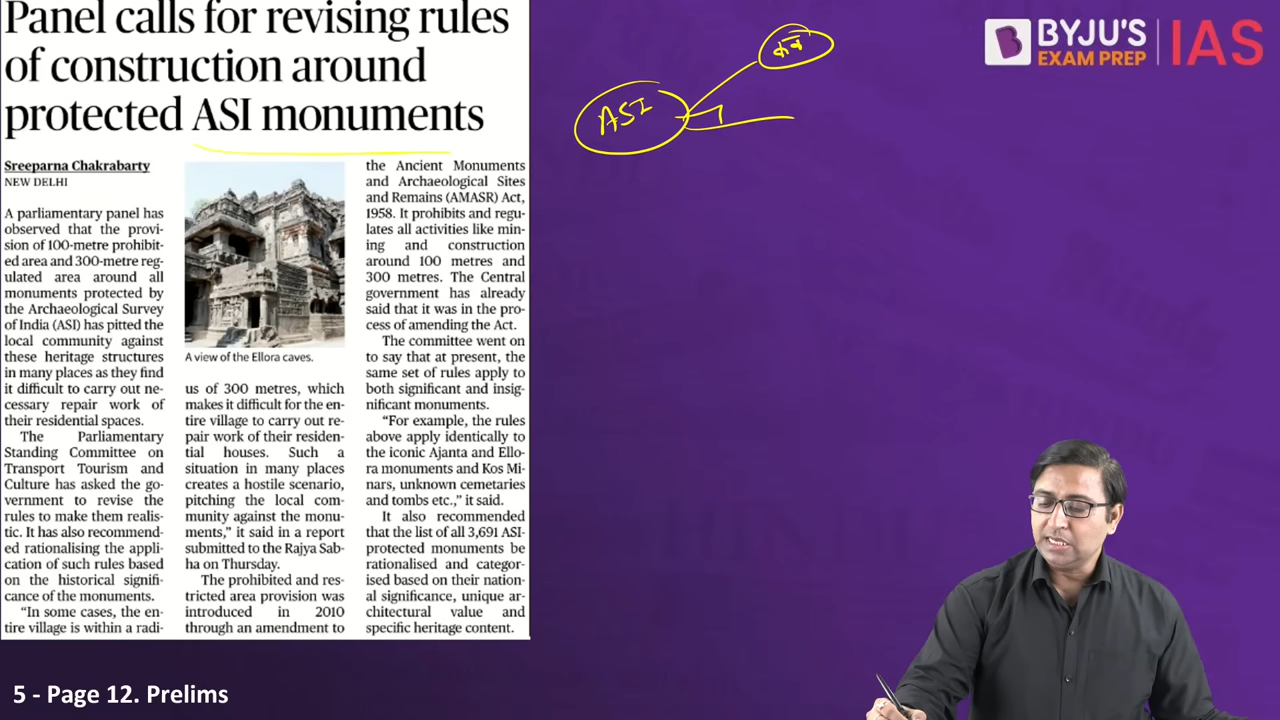 Panel calls for revising rules
of construction around
protected ASI monuments
Sreeparna Chakrabarty
NEW DELHI
A parliamentary panel has
observed that the provi-
sion of 100-metre prohibit-
ed area and 300-metre reg-
ulated area around all
monuments protected by
the Archaeological Survey
of India (ASI) has pitted the
local community against
these heritage structures
in many places as they find
it difficult to carry out ne-
cessary repair work of
their residential spaces.
The Parliamentary
Standing Committee on
Transport Tourism and
Culture has asked the go-
vernment to revise the
rules to make them realis-
tic. It has also recommend-
ed rationalising the appli-
cation of such rules based
on the historical signifi-
cance of the monuments.
"In some cases, the en-
tire village is within a radi-
A view of the Ellora caves.
us of 300 metres, which
makes it difficult for the en-
tire village to carry out re-
pair work of their residen-
tial houses. Such a
situation in many places
creates a hostile scenario,
pitching the local com-
munity against the monu-
ments," it said in a report
submitted to the Rajya Sab-
ha on Thursday.
The prohibited and res-
tricted area provision was
introduced in 2010
through an amendment to
the Ancient Monuments
and Archaeological Sites
and Remains (AMASR) Act,
1958. It prohibits and regu-
lates all activities like min-
ing and construction
around 100 metres and
300 metres. The Central
government has already
said that it was in the pro-
cess of amending the Act.
The committee went on
to say that at present, the
same set of rules apply to
both significant and insig-
nificant monuments.
"For example, the rules
above apply identically to
the iconic Ajanta and Ello-
ra monuments and Kos Mi-
nars, unknown cemetaries
and tombs etc.," it said.
It also recommended
that the list of all 3,691 ASI-
protected monuments be
rationalised and categor-
ised based on their nation-
al significance, unique ar-
chitectural value and
specific heritage content.
ASI
BYJU'S
EXAM PREP
IAS
5 - Page 12. Prelims